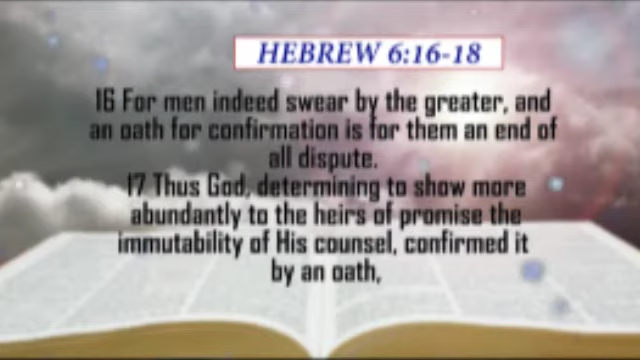 HEBREW 6:16-18
16 For men indeed swear by the greater, and
an oath for confirmation is for them an end of
all dispute.
17 Thus God, determining to show more
abundantly to the heirs of promise the
immutability of His counsel, confirmed it
by an oath,